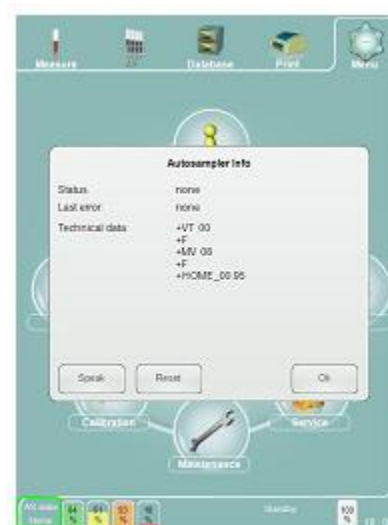 Measure
Database
Print
Menu
Autosampler Info
Status none
Last error none
Technical data +VT 00
+F
+MV 08
+F
+HOME_00.95
Speak
Reset
Ok
Calibration
Service
Maintenance
Standby
100
%